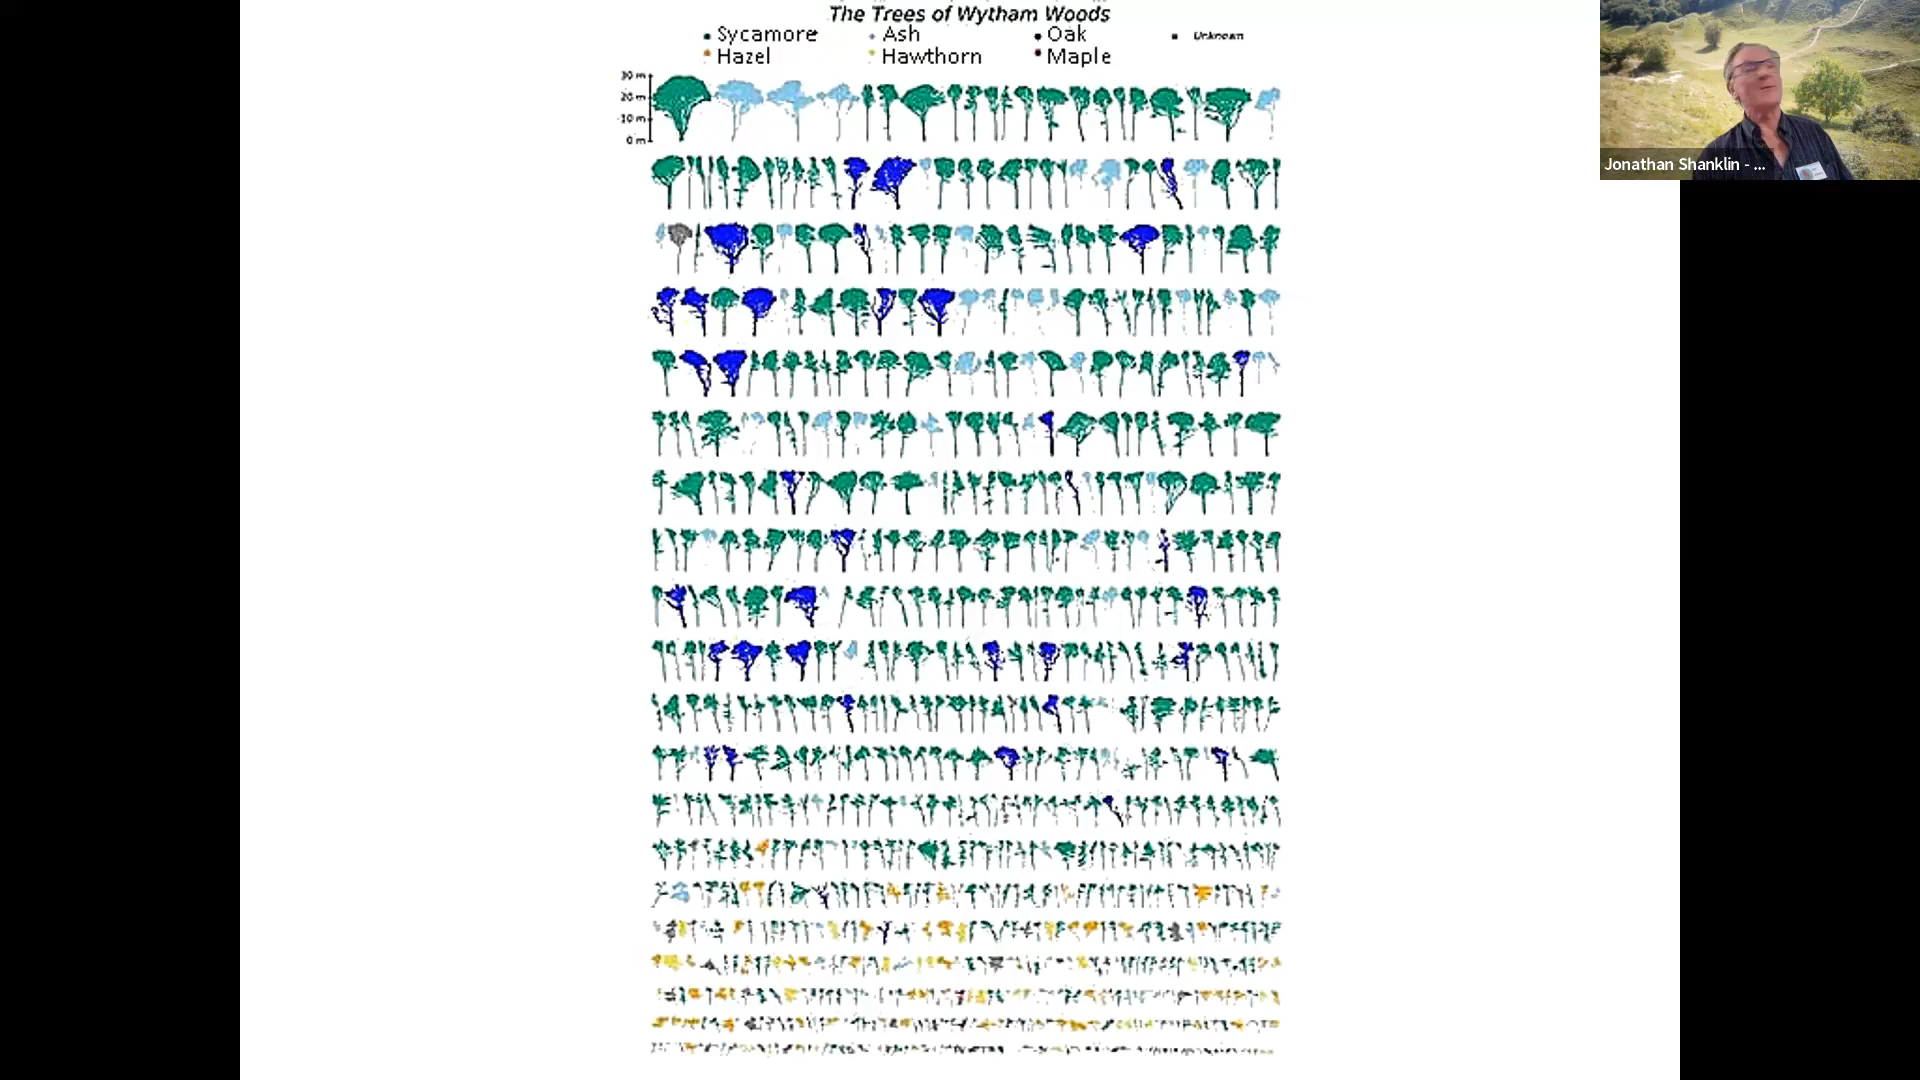 The Trees of Wytham Woods
Sycamore Ash Oak Unknown
Hazel Hawthorn Maple
30 m
20 m
10 m
0 m
Jonathan Shanklin - ...